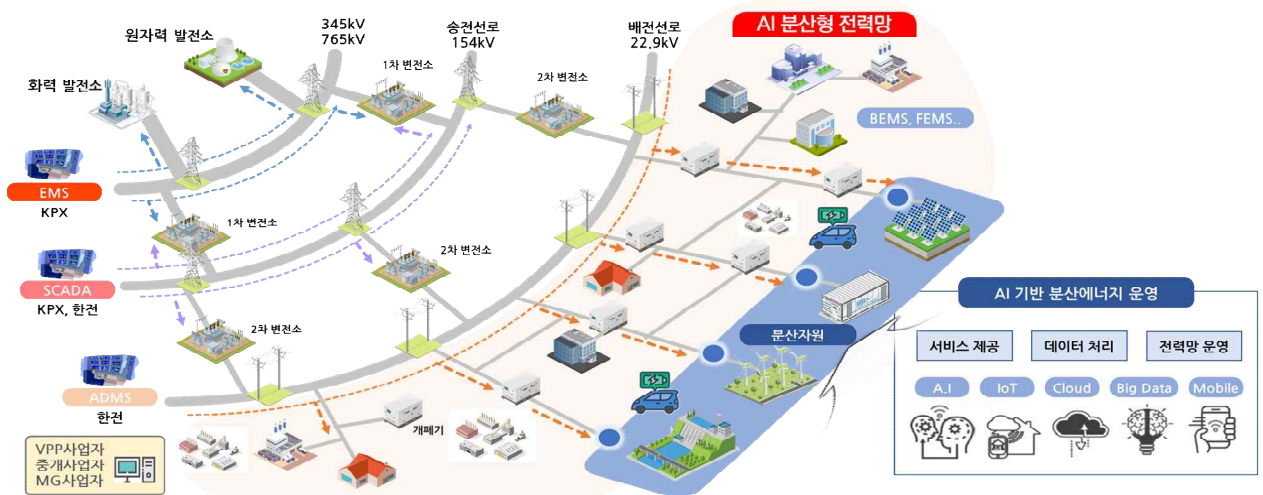 345kV
765kV
송전선로
154kV
배전선로
22.9kV
AI 분산형 전력망
원자력 발전소
화력 발전소
1차 변전소
2차 변전소
BEMS, FEMS..
EMS
KPX
1차 변전소
2차 변전소
SCADA
KPX, 한전
2차 변전소
ADMS
한전
개폐기
분산자원
VPP사업자
중개사업자
MG사업자
AI 기반 분산에너지 운영
서비스 제공
데이터 처리
전력망 운영
A.I
IoT
Cloud
Big Data
Mobile